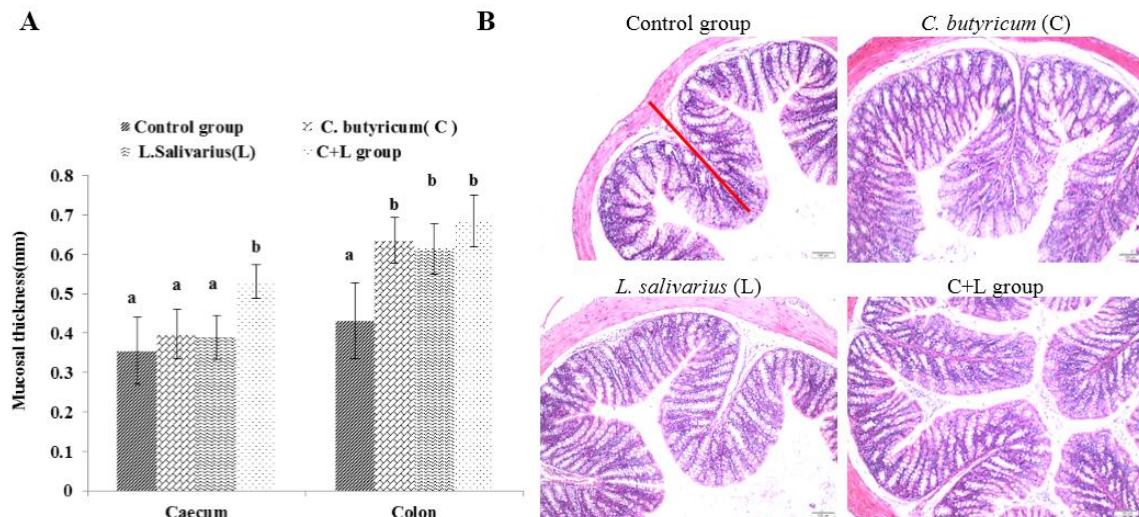 A
Control group C. butyricum( C )
L.Salivarius(L) C+L group
Mucosal thickness(mm)
0.8
0.7
0.6
0.5
0.4
0.3
0.2
0.1
0
a a a b
a b b b
Caecum Colon
B
Control group C. butyricum (C)
L. salivarius (L) C+L group